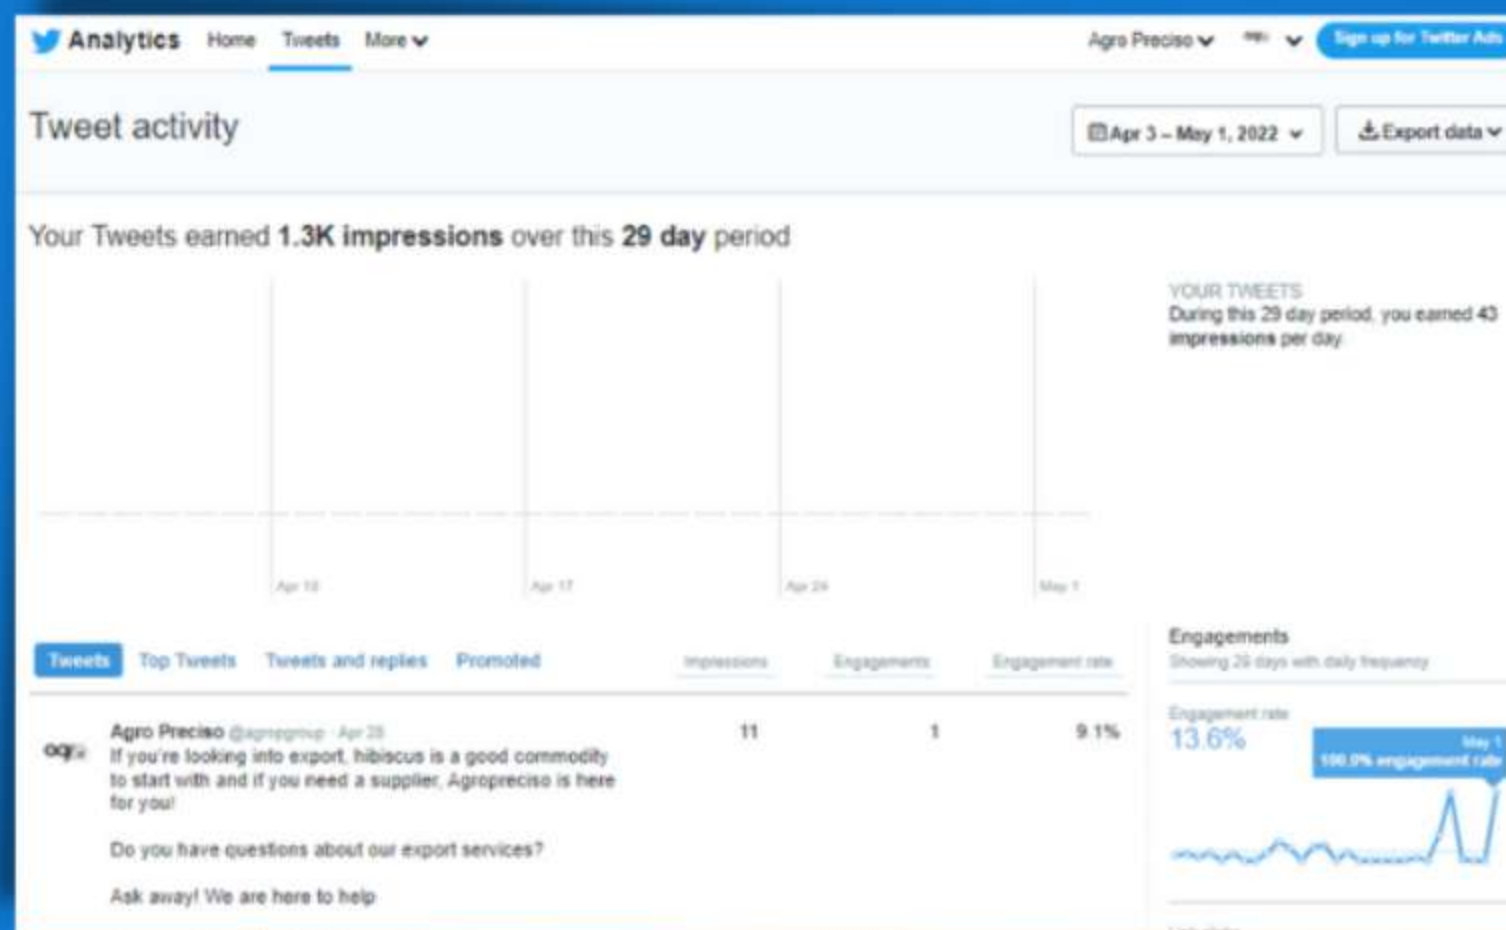 Analytics Home Tweets More
Agro Preciso
Sign up for Twitter Ads
Tweet activity
Apr 3 – May 1, 2022
Export data
Your Tweets earned 1.3K impressions over this 29 day period
YOUR TWEETS
During this 29 day period, you earned 43
impressions per day.
Apr 10
Apr 17
Apr 24
May 1
Tweets Top Tweets Tweets and replies Promoted
Impressions Engagements Engagement rate
Agro Preciso @agropgroup · Apr 28
11 1 9.1%
If you're looking into export, hibiscus is a good commodity
to start with and if you need a supplier, Agropreciso is here
for you!
Do you have questions about our export services?
Ask away! We are here to help
Engagements
Showing 29 days with daily frequency
Engagement rate
13.6%
May 1
100.0% engagement rate